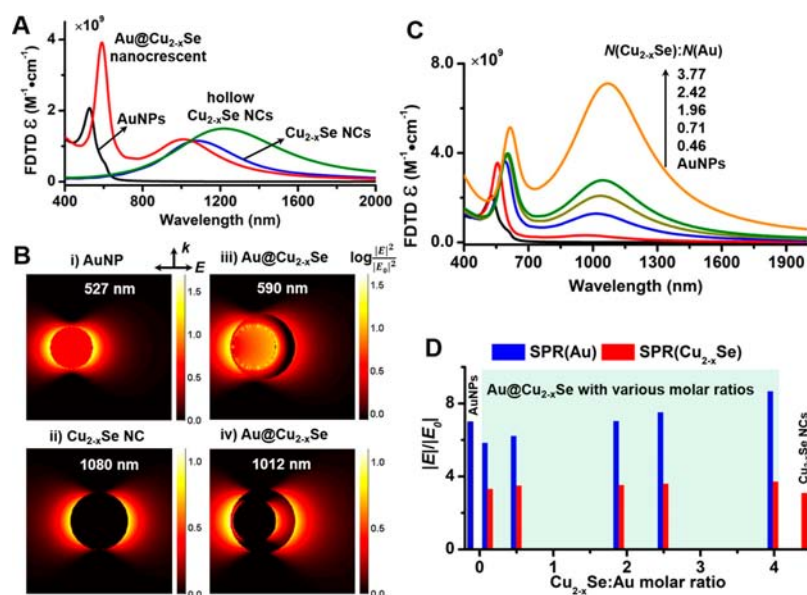 A
×10⁹
Au@Cu₂₋ₓSe
nanocrescent
hollow
Cu₂₋ₓSe NCs
AuNPs
Cu₂₋ₓSe NCs
FDTD ε (M⁻¹•cm⁻¹)
4
2
0
400 800 1200 1600 2000
Wavelength (nm)
B
k
E
i) AuNP
527 nm
1.5
1.0
0.5
0.0
iii) Au@Cu₂₋ₓSe
log |E|²/|E₀|²
590 nm
1.5
1.0
0.5
0.0
ii) Cu₂₋ₓSe NC
1080 nm
1.0
0.5
0.0
iv) Au@Cu₂₋ₓSe
1012 nm
1.0
0.5
0.0
C
×10⁹
N(Cu₂₋ₓSe):N(Au)
3.77
2.42
1.96
0.71
0.46
AuNPs
FDTD ε (M⁻¹•cm⁻¹)
8.0
4.0
0.0
400 750 1100 1500 1900
Wavelength (nm)
D
SPR(Au) SPR(Cu₂₋ₓSe)
AuNPs
Au@Cu₂₋ₓSe with various molar ratios
Cu₂₋ₓSe NCs
|E|/|E₀|
8
4
0
0 1 2 3 4
Cu₂₋ₓSe:Au molar ratio